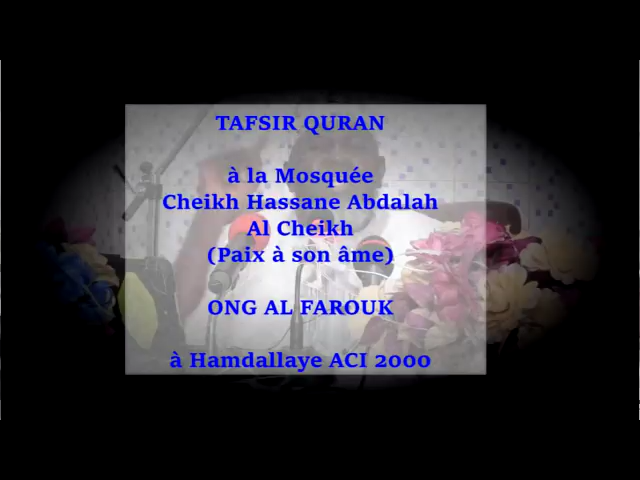 TAFSIR QURAN
à la Mosquée
Cheikh Hassane Abdalah
Al Cheikh
(Paix à son âme)
ONG AL FAROUK
à Hamdallaye ACI 2000